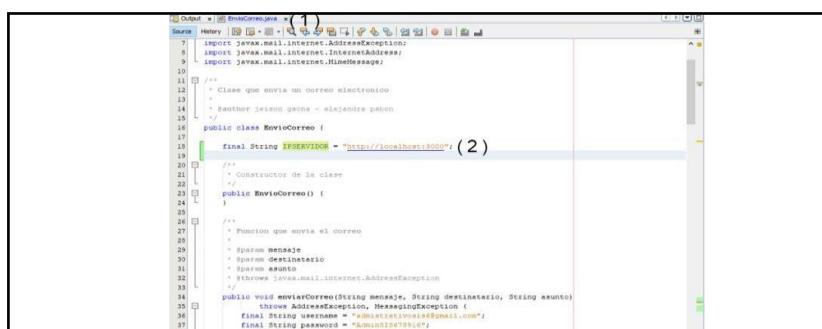 Output EnvioCorreo.java (1)
Source History
7 import javax.mail.internet.AddressException;
8 import javax.mail.internet.InternetAddress;
9 import javax.mail.internet.MimeMessage;
10
11 /**
12 * Clase que envia un correo electronico
13 *
14 * @author jeison gaona - alejandra pabon
15 */
16 public class EnvioCorreo {
17
18 final String IPSERVIDOR = "http://localhost:3000"; (2)
19
20 /**
21 * Constructor de la clase
22 */
23 public EnvioCorreo() {
24 }
25
26 /**
27 * Funcion que envia el correo
28 *
29 * @param mensaje
30 * @param destinatario
31 * @param asunto
32 * @throws javax.mail.internet.AddressException
33 */
34 public void enviarCorreo(String mensaje, String destinatario, String asunto)
35 throws AddressException, MessagingException {
36 final String username =
37 final String password =